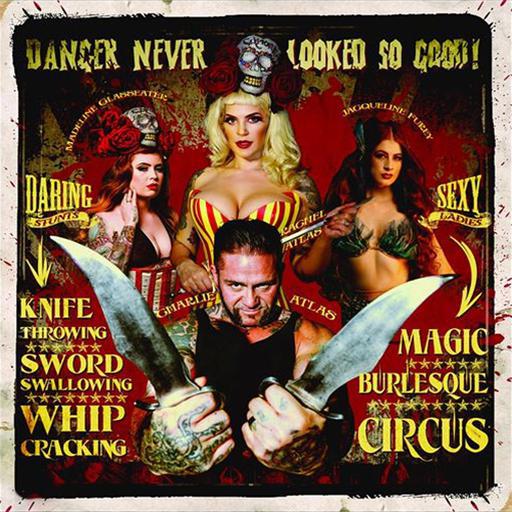 DANGER NEVER LOOKED SO GOOD!
MADELINE GLASSEATER
JACQUELINE FUREY
DARING
STUNTS
SEXY
LADIES
RACHEL
ATLAS
CHARLIE ATLAS
KNIFE
THROWING
SWORD
SWALLOWING
WHIP
CRACKING
MAGIC
BURLESQUE
CIRCUS